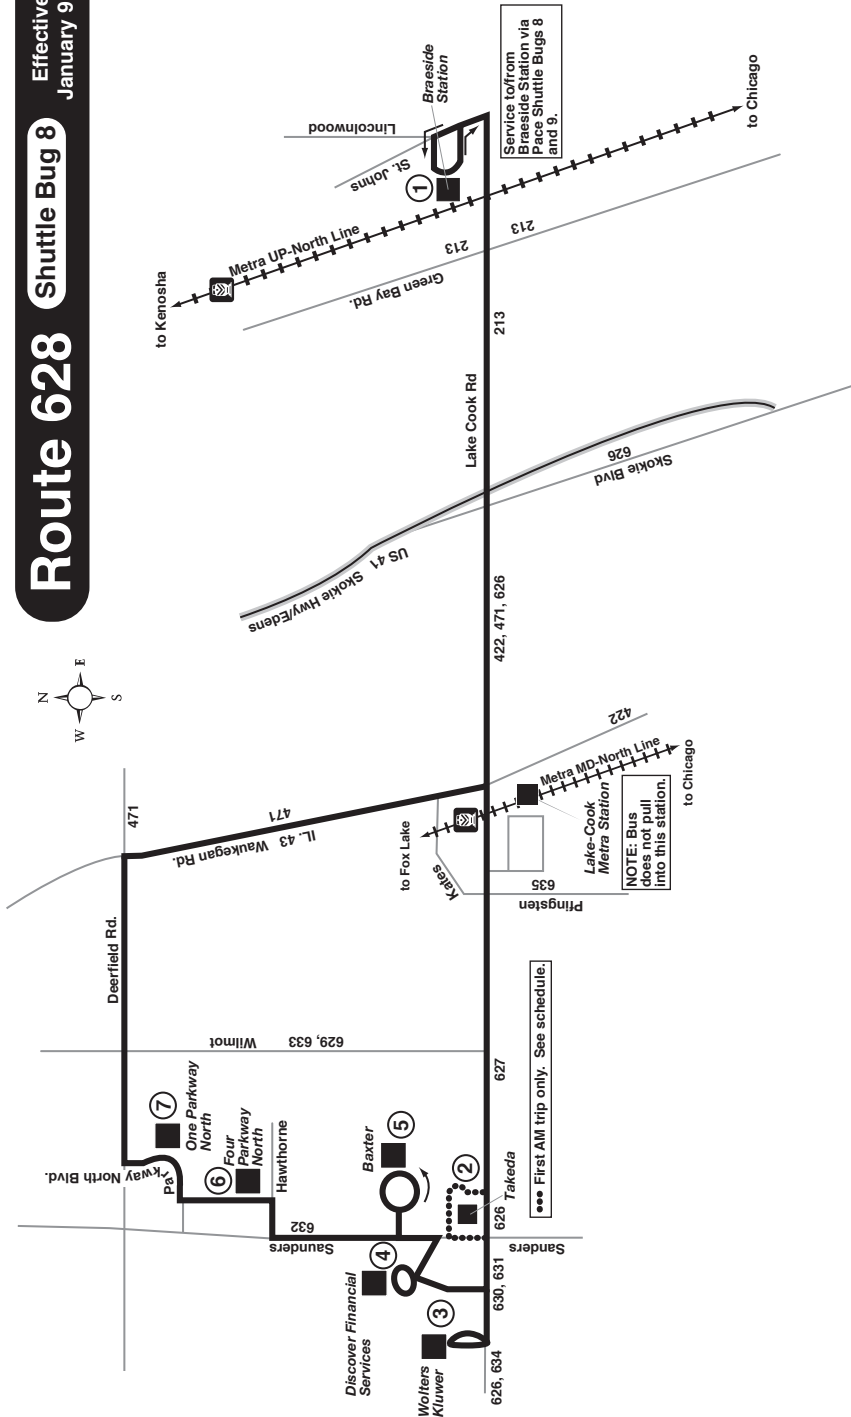 Route 628
Shuttle Bug 8
Effective
January 9
N
W
E
S
to Kenosha
Metra UP-North Line
to Chicago
Green Bay Rd.
213
213
213
Lincolnwood
St. Johns
1
Braeside
Station
Service to/from
Braeside Station via
Pace Shuttle Bugs 8
and 9.
Lake Cook Rd
Skokie Hwy/Edens
US 41
626
Skokie Blvd
422, 471, 626
471
IL. 43 Waukegan Rd.
471
Deerfield Rd.
to Fox Lake
Metra MD-North Line
to Chicago
422
Lake-Cook
Metra Station
NOTE: Bus
does not pull
into this station.
Kates
Pfingsten
635
Wilmot
629, 633
627
Parkway North Blvd.
7
One Parkway
North
6
Four
Parkway
North
Hawthorne
Saunders
632
Baxter
5
2
Takeda
626
Sanders
••• First AM trip only. See schedule.
4
Discover Financial
Services
3
Wolters
Kluwer
630, 631
626, 634